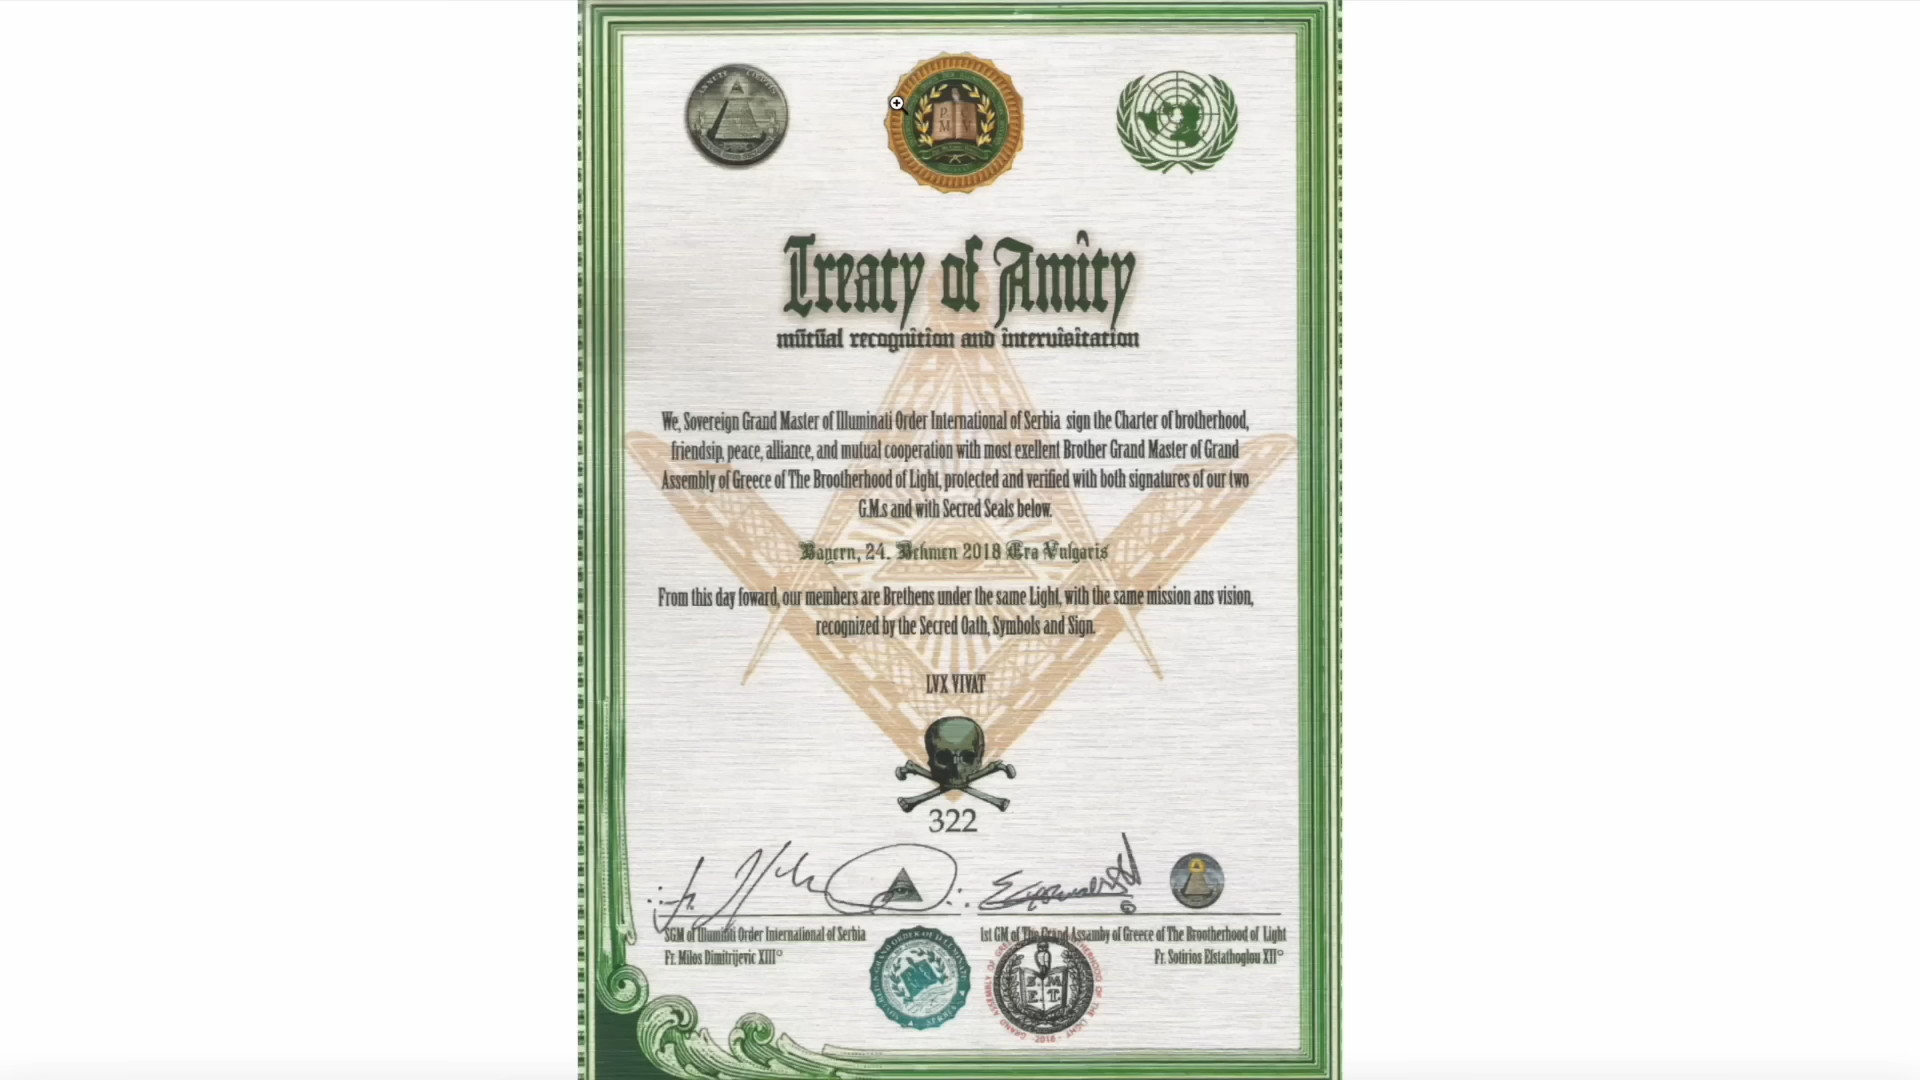 ANNUIT CŒPTIS
P M
Treaty of Amity
mutual recognition and intervisitation
We, Sovereign Grand Master of Illuminati Order International of Serbia sign the Charter of brotherhood,
friendsip, peace, alliance, and mutual cooperation with most exellent Brother Grand Master of Grand
Assembly of Greece of The Brootherhood of Light, protected and verified with both signatures of our two
G.M.s and with Secred Seals below.
Bayern, 24. Behmen 2018 Era Vulgaris
From this day foward, our members are Brethens under the same Light, with the same mission ans vision,
recognized by the Secred Oath, Symbols and Sign.
LVX VIVAT
322
SGM of Illuminati Order International of Serbia
Fr. Milos Dimitrijevic XIII°
1st GM of The Grand Assamby of Greece of The Brootherhood of Light
Fr. Sotirios Efstathoglou XII°
B. M.
E. T.
2018